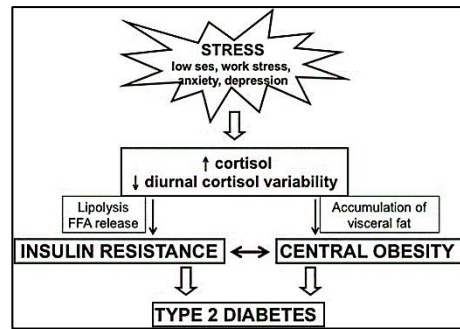 STRESS
low ses, work stress,
anxiety, depression
↑ cortisol
↓ diurnal cortisol variability
Lipolysis
FFA release
Accumulation of
visceral fat
INSULIN RESISTANCE
CENTRAL OBESITY
TYPE 2 DIABETES